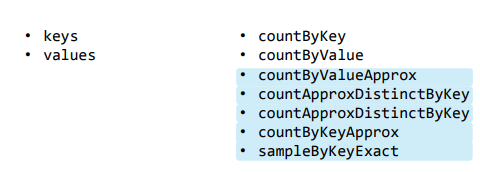 • keys
• values
• countByKey
• countByValue
• countByValueApprox
• countApproxDistinctByKey
• countApproxDistinctByKey
• countByKeyApprox
• sampleByKeyExact